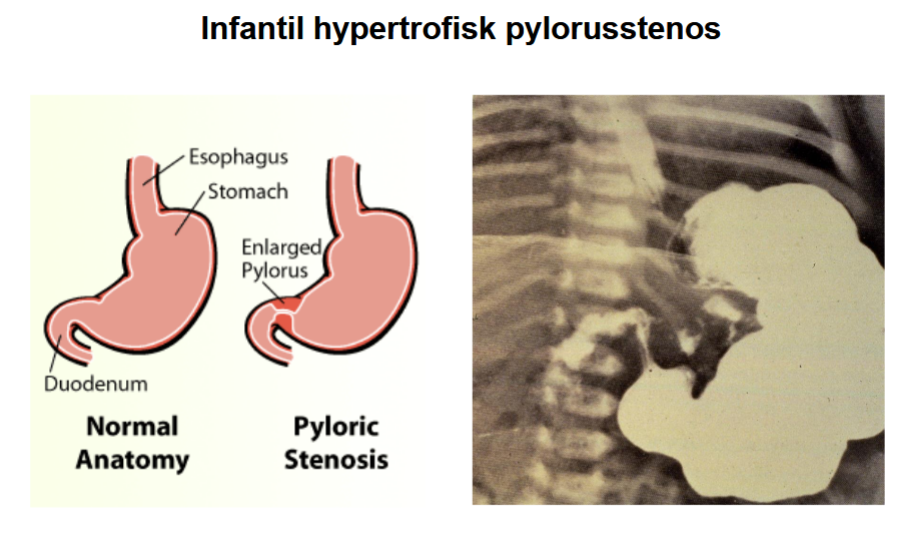 Infantil hypertrofisk pylorusstenos
Esophagus
Stomach
Duodenum
Normal
Anatomy
Enlarged
Pylorus
Pyloric
Stenosis